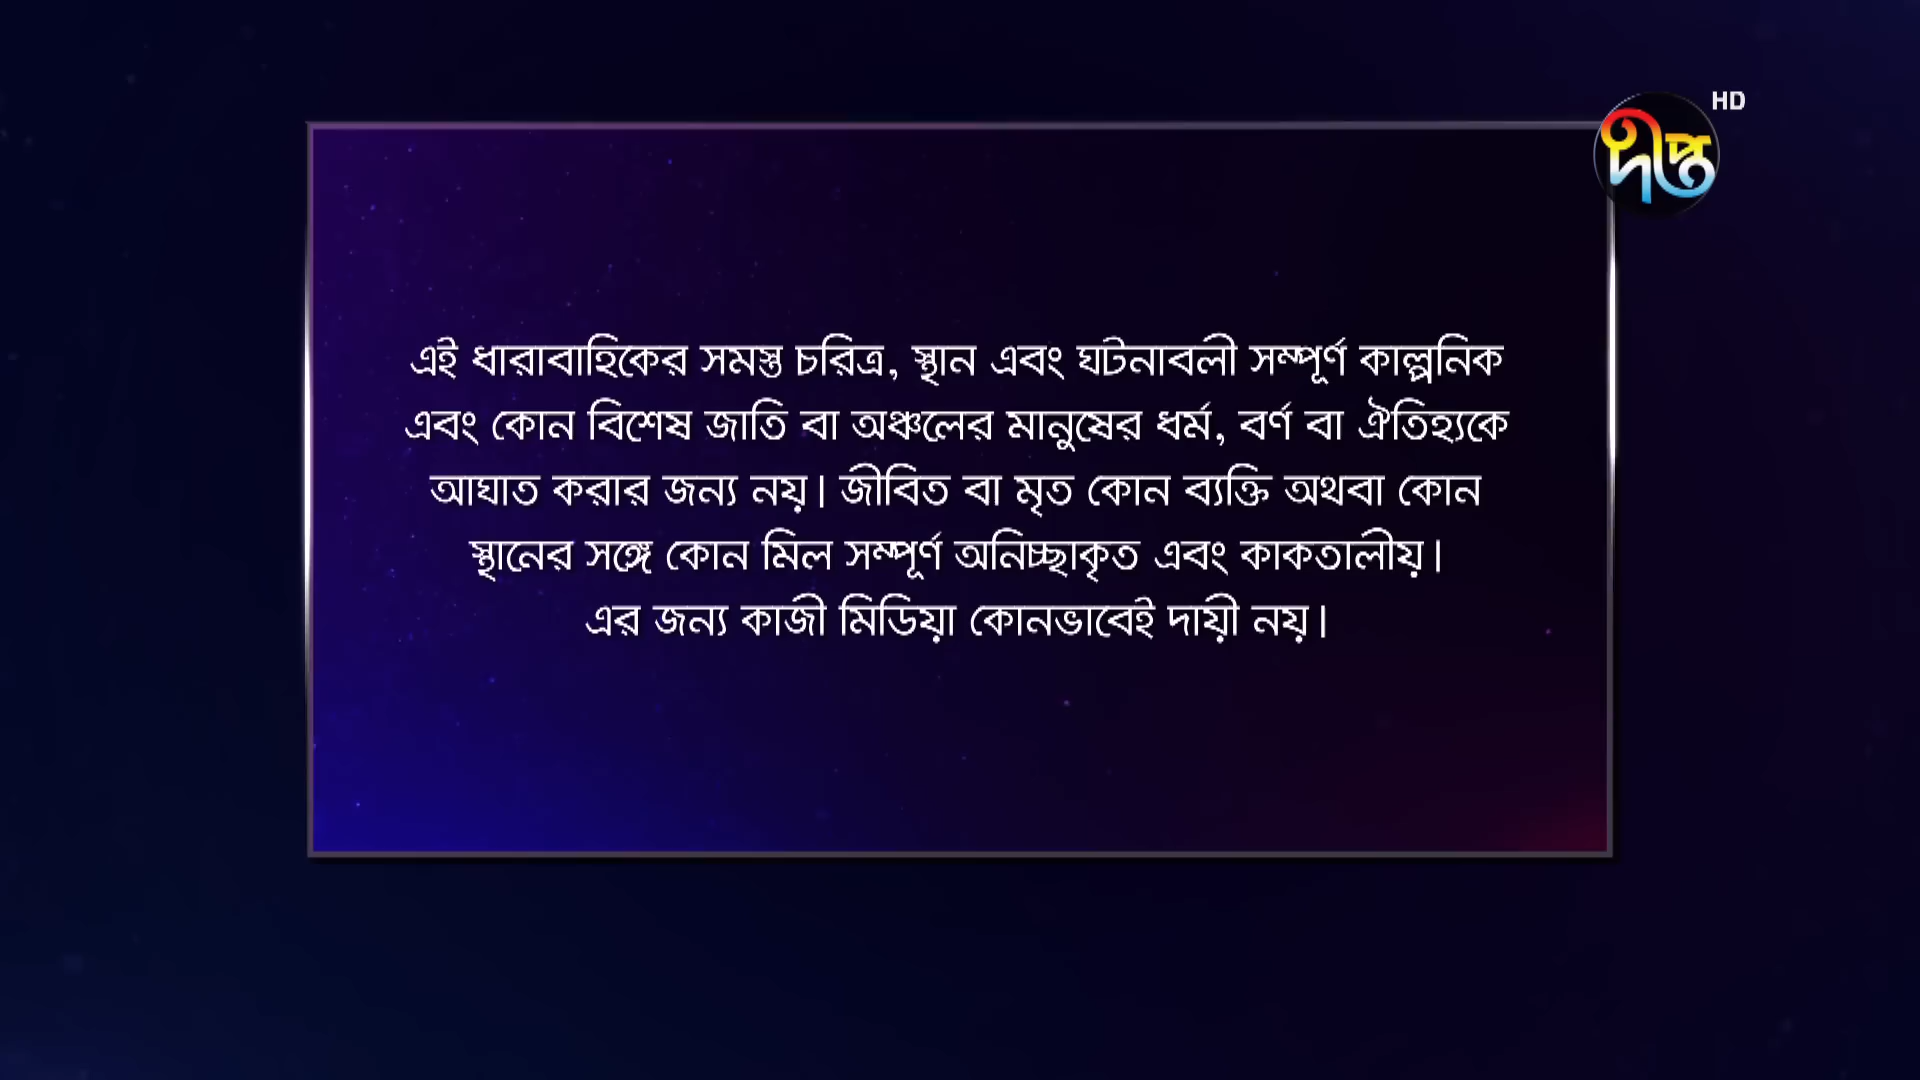 HD
দীপ্ত
এই ধারাবাহিকের সমস্ত চরিত্র, স্থান এবং ঘটনাবলী সম্পূর্ণ কাল্পনিক
এবং কোন বিশেষ জাতি বা অঞ্চলের মানুষের ধর্ম, বর্ণ বা ঐতিহ্যকে
আঘাত করার জন্য নয়। জীবিত বা মৃত কোন ব্যক্তি অথবা কোন
স্থানের সঙ্গে কোন মিল সম্পূর্ণ অনিচ্ছাকৃত এবং কাকতালীয়।
এর জন্য কাজী মিডিয়া কোনভাবেই দায়ী নয়।